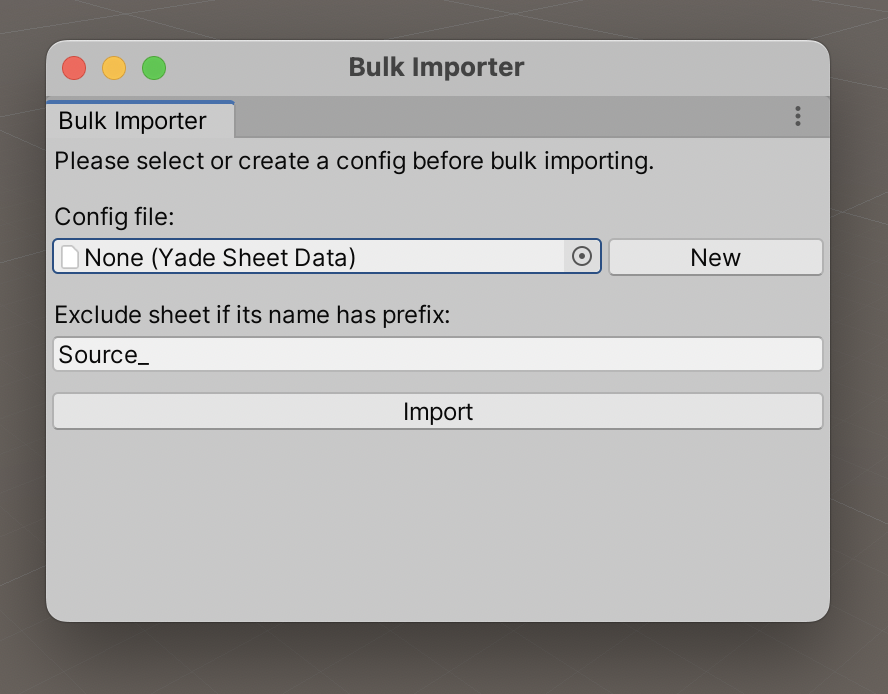 Bulk Importer
Bulk Importer
Please select or create a config before bulk importing.
Config file:
None (Yade Sheet Data)
New
Exclude sheet if its name has prefix:
Source_
Import